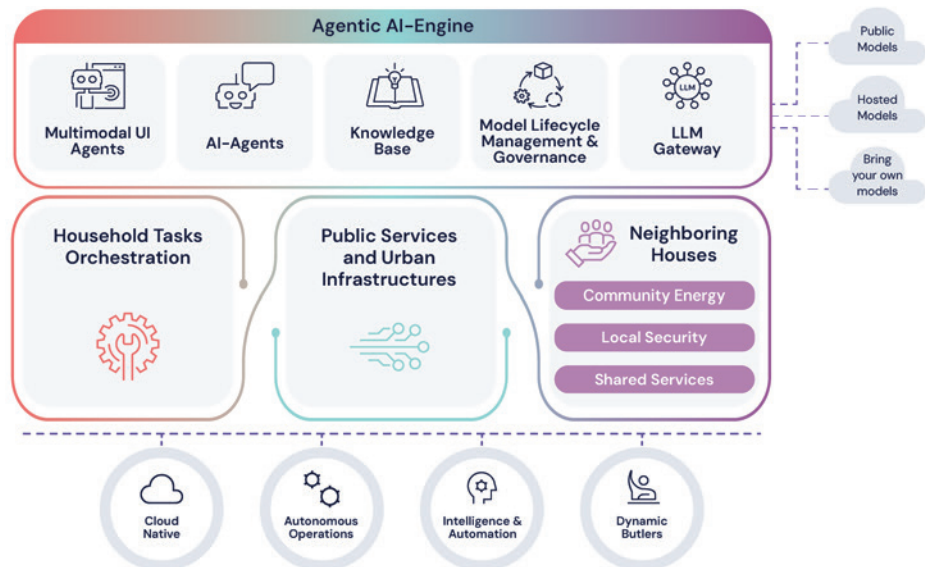 Agentic AI-Engine
Multimodal UI
Agents
AI-Agents
Knowledge
Base
Model Lifecycle
Management &
Governance
LLM
LLM
Gateway
Public
Models
Hosted
Models
Bring
your own
models
Household Tasks
Orchestration
Public Services
and Urban
Infrastructures
Neighboring
Houses
Community Energy
Local Security
Shared Services
Cloud
Native
Autonomous
Operations
Intelligence &
Automation
Dynamic
Butlers